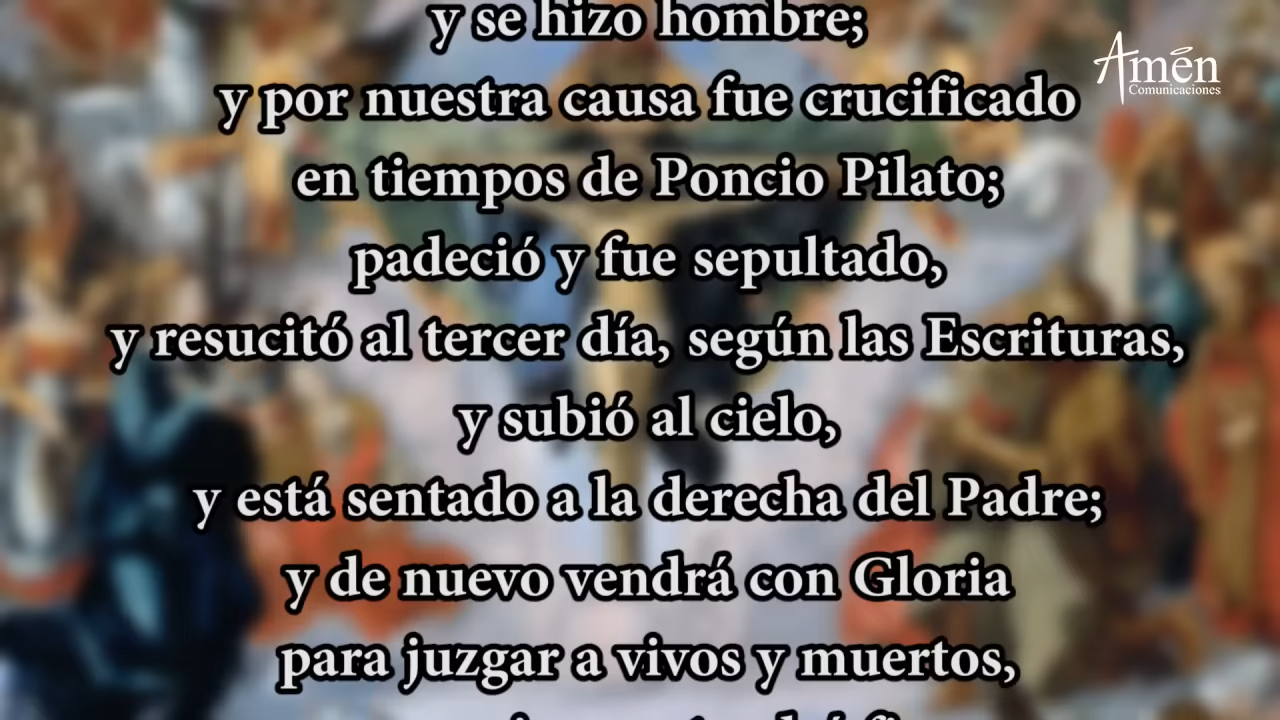 y se hizo hombre;
y por nuestra causa fue crucificado
en tiempos de Poncio Pilato;
padeció y fue sepultado,
y resucitó al tercer día, según las Escrituras,
y subió al cielo,
y está sentado a la derecha del Padre;
y de nuevo vendrá con Gloria
para juzgar a vivos y muertos,
Amén
Comunicaciones